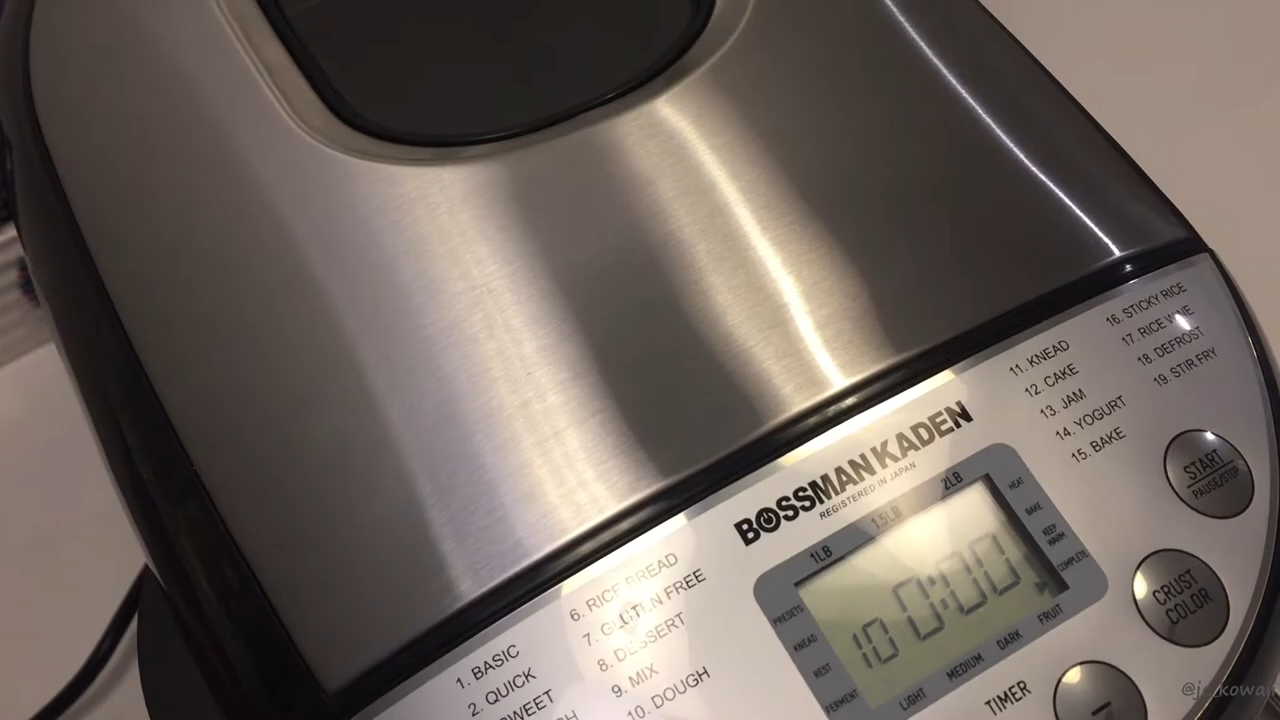 1. BASIC
2. QUICK
6. RICE BREAD
7. GLUTEN FREE
8. DESSERT
9. MIX
10. DOUGH
BOSSMAN KADEN
REGISTERED IN JAPAN
1LB 1.5LB 2LB
PRESETS
KNEAD
REST
FERMENT
10 0:00
HEAT
BAKE
KEEP
WARM
COMPLETE
LIGHT MEDIUM DARK FRUIT
TIMER
11. KNEAD
12. CAKE
13. JAM
14. YOGURT
15. BAKE
16. STICKY RICE
17. RICE WINE
18. DEFROST
19. STIR FRY
START
PAUSE/STOP
CRUST
COLOR